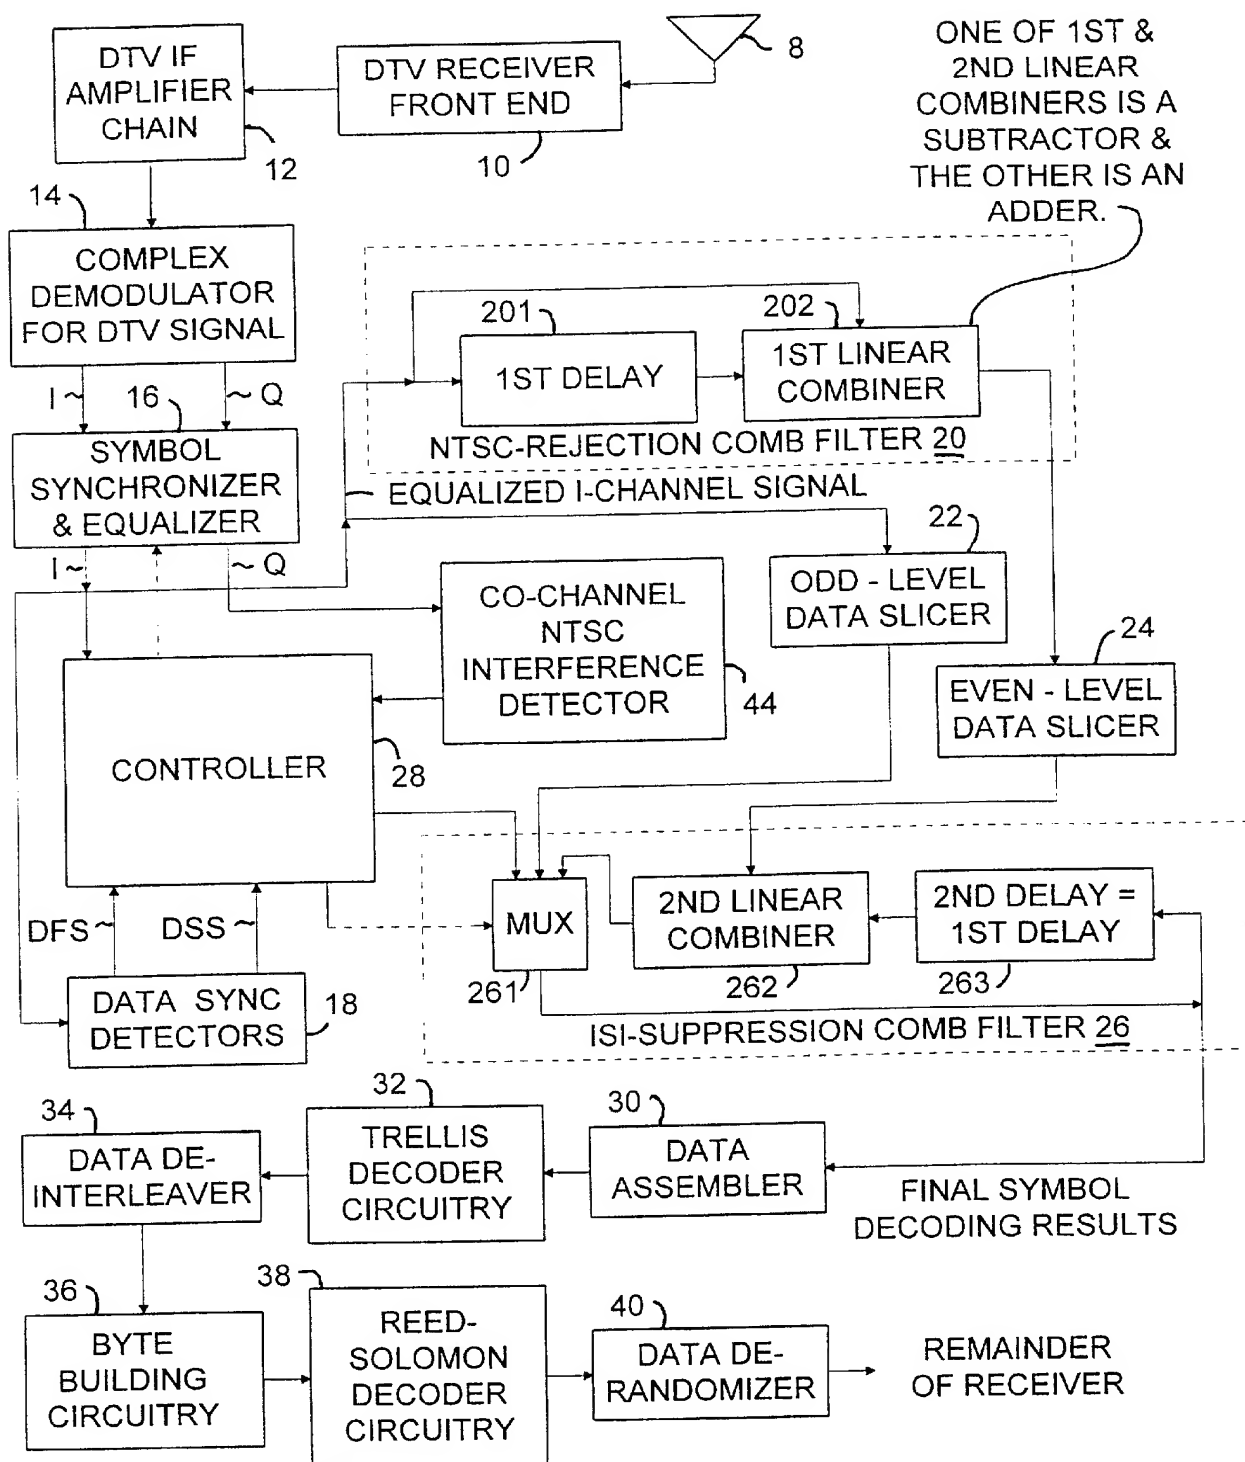 8
DTV IF
AMPLIFIER
CHAIN
12
DTV RECEIVER
FRONT END
10
ONE OF 1ST &
2ND LINEAR
COMBINERS IS A
SUBTRACTOR &
THE OTHER IS AN
ADDER.
14
COMPLEX
DEMODULATOR
FOR DTV SIGNAL
I
Q
16
201
1ST DELAY
202
1ST LINEAR
COMBINER
NTSC-REJECTION COMB FILTER 20
SYMBOL
SYNCHRONIZER
& EQUALIZER
EQUALIZED I-CHANNEL SIGNAL
I
Q
22
ODD - LEVEL
DATA SLICER
CO-CHANNEL
NTSC
INTERFERENCE
DETECTOR
44
24
EVEN - LEVEL
DATA SLICER
CONTROLLER
28
MUX
261
2ND LINEAR
COMBINER
262
2ND DELAY =
1ST DELAY
263
DFS
DSS
DATA SYNC
DETECTORS
18
ISI-SUPPRESSION COMB FILTER 26
34
DATA DE-
INTERLEAVER
32
TRELLIS
DECODER
CIRCUITRY
30
DATA
ASSEMBLER
FINAL SYMBOL
DECODING RESULTS
36
BYTE
BUILDING
CIRCUITRY
38
REED-
SOLOMON
DECODER
CIRCUITRY
40
DATA DE-
RANDOMIZER
REMAINDER
OF RECEIVER